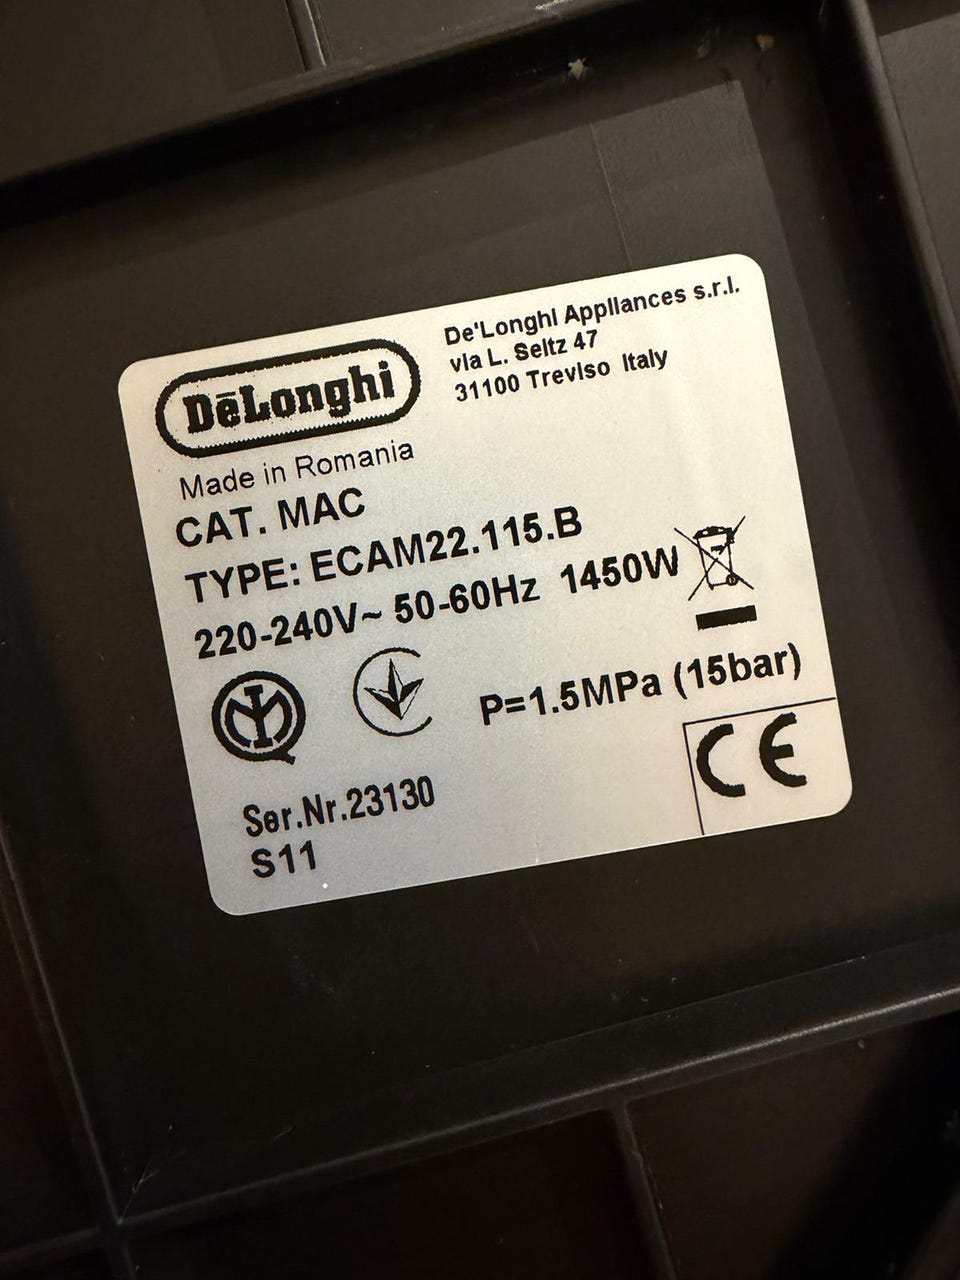 DeLonghi
De'Longhi Appliances s.r.l.
via L. Seitz 47
31100 Treviso Italy
Made in Romania
CAT. MAC
TYPE: ECAM22.115.B
220-240V~ 50-60Hz 1450W
P=1.5MPa (15bar)
CE
Ser.Nr.23130
S11